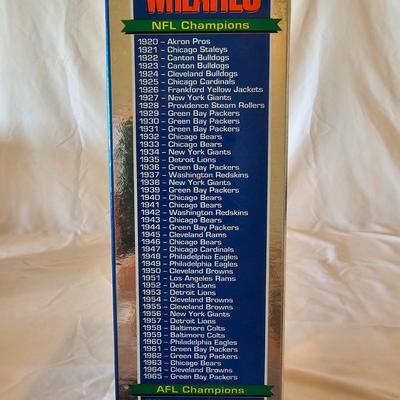 WHEATIES
NFL Champions
1920 – Akron Pros
1921 – Chicago Staleys
1922 – Canton Bulldogs
1923 – Canton Bulldogs
1924 – Cleveland Bulldogs
1925 – Chicago Cardinals
1926 – Frankford Yellow Jackets
1927 – New York Giants
1928 – Providence Steam Rollers
1929 – Green Bay Packers
1930 – Green Bay Packers
1931 – Green Bay Packers
1932 – Chicago Bears
1933 – Chicago Bears
1934 – New York Giants
1935 – Detroit Lions
1936 – Green Bay Packers
1937 – Washington Redskins
1938 – New York Giants
1939 – Green Bay Packers
1940 – Chicago Bears
1941 – Chicago Bears
1942 – Washington Redskins
1943 – Chicago Bears
1944 – Green Bay Packers
1945 – Cleveland Rams
1946 – Chicago Bears
1947 – Chicago Cardinals
1948 – Philadelphia Eagles
1949 – Philadelphia Eagles
1950 – Cleveland Browns
1951 – Los Angeles Rams
1952 – Detroit Lions
1953 – Detroit Lions
1954 – Cleveland Browns
1955 – Cleveland Browns
1956 – New York Giants
1957 – Detroit Lions
1958 – Baltimore Colts
1959 – Baltimore Colts
1960 – Philadelphia Eagles
1961 – Green Bay Packers
1962 – Green Bay Packers
1963 – Chicago Bears
1964 – Cleveland Browns
1965 – Green Bay Packers
AFL Champions